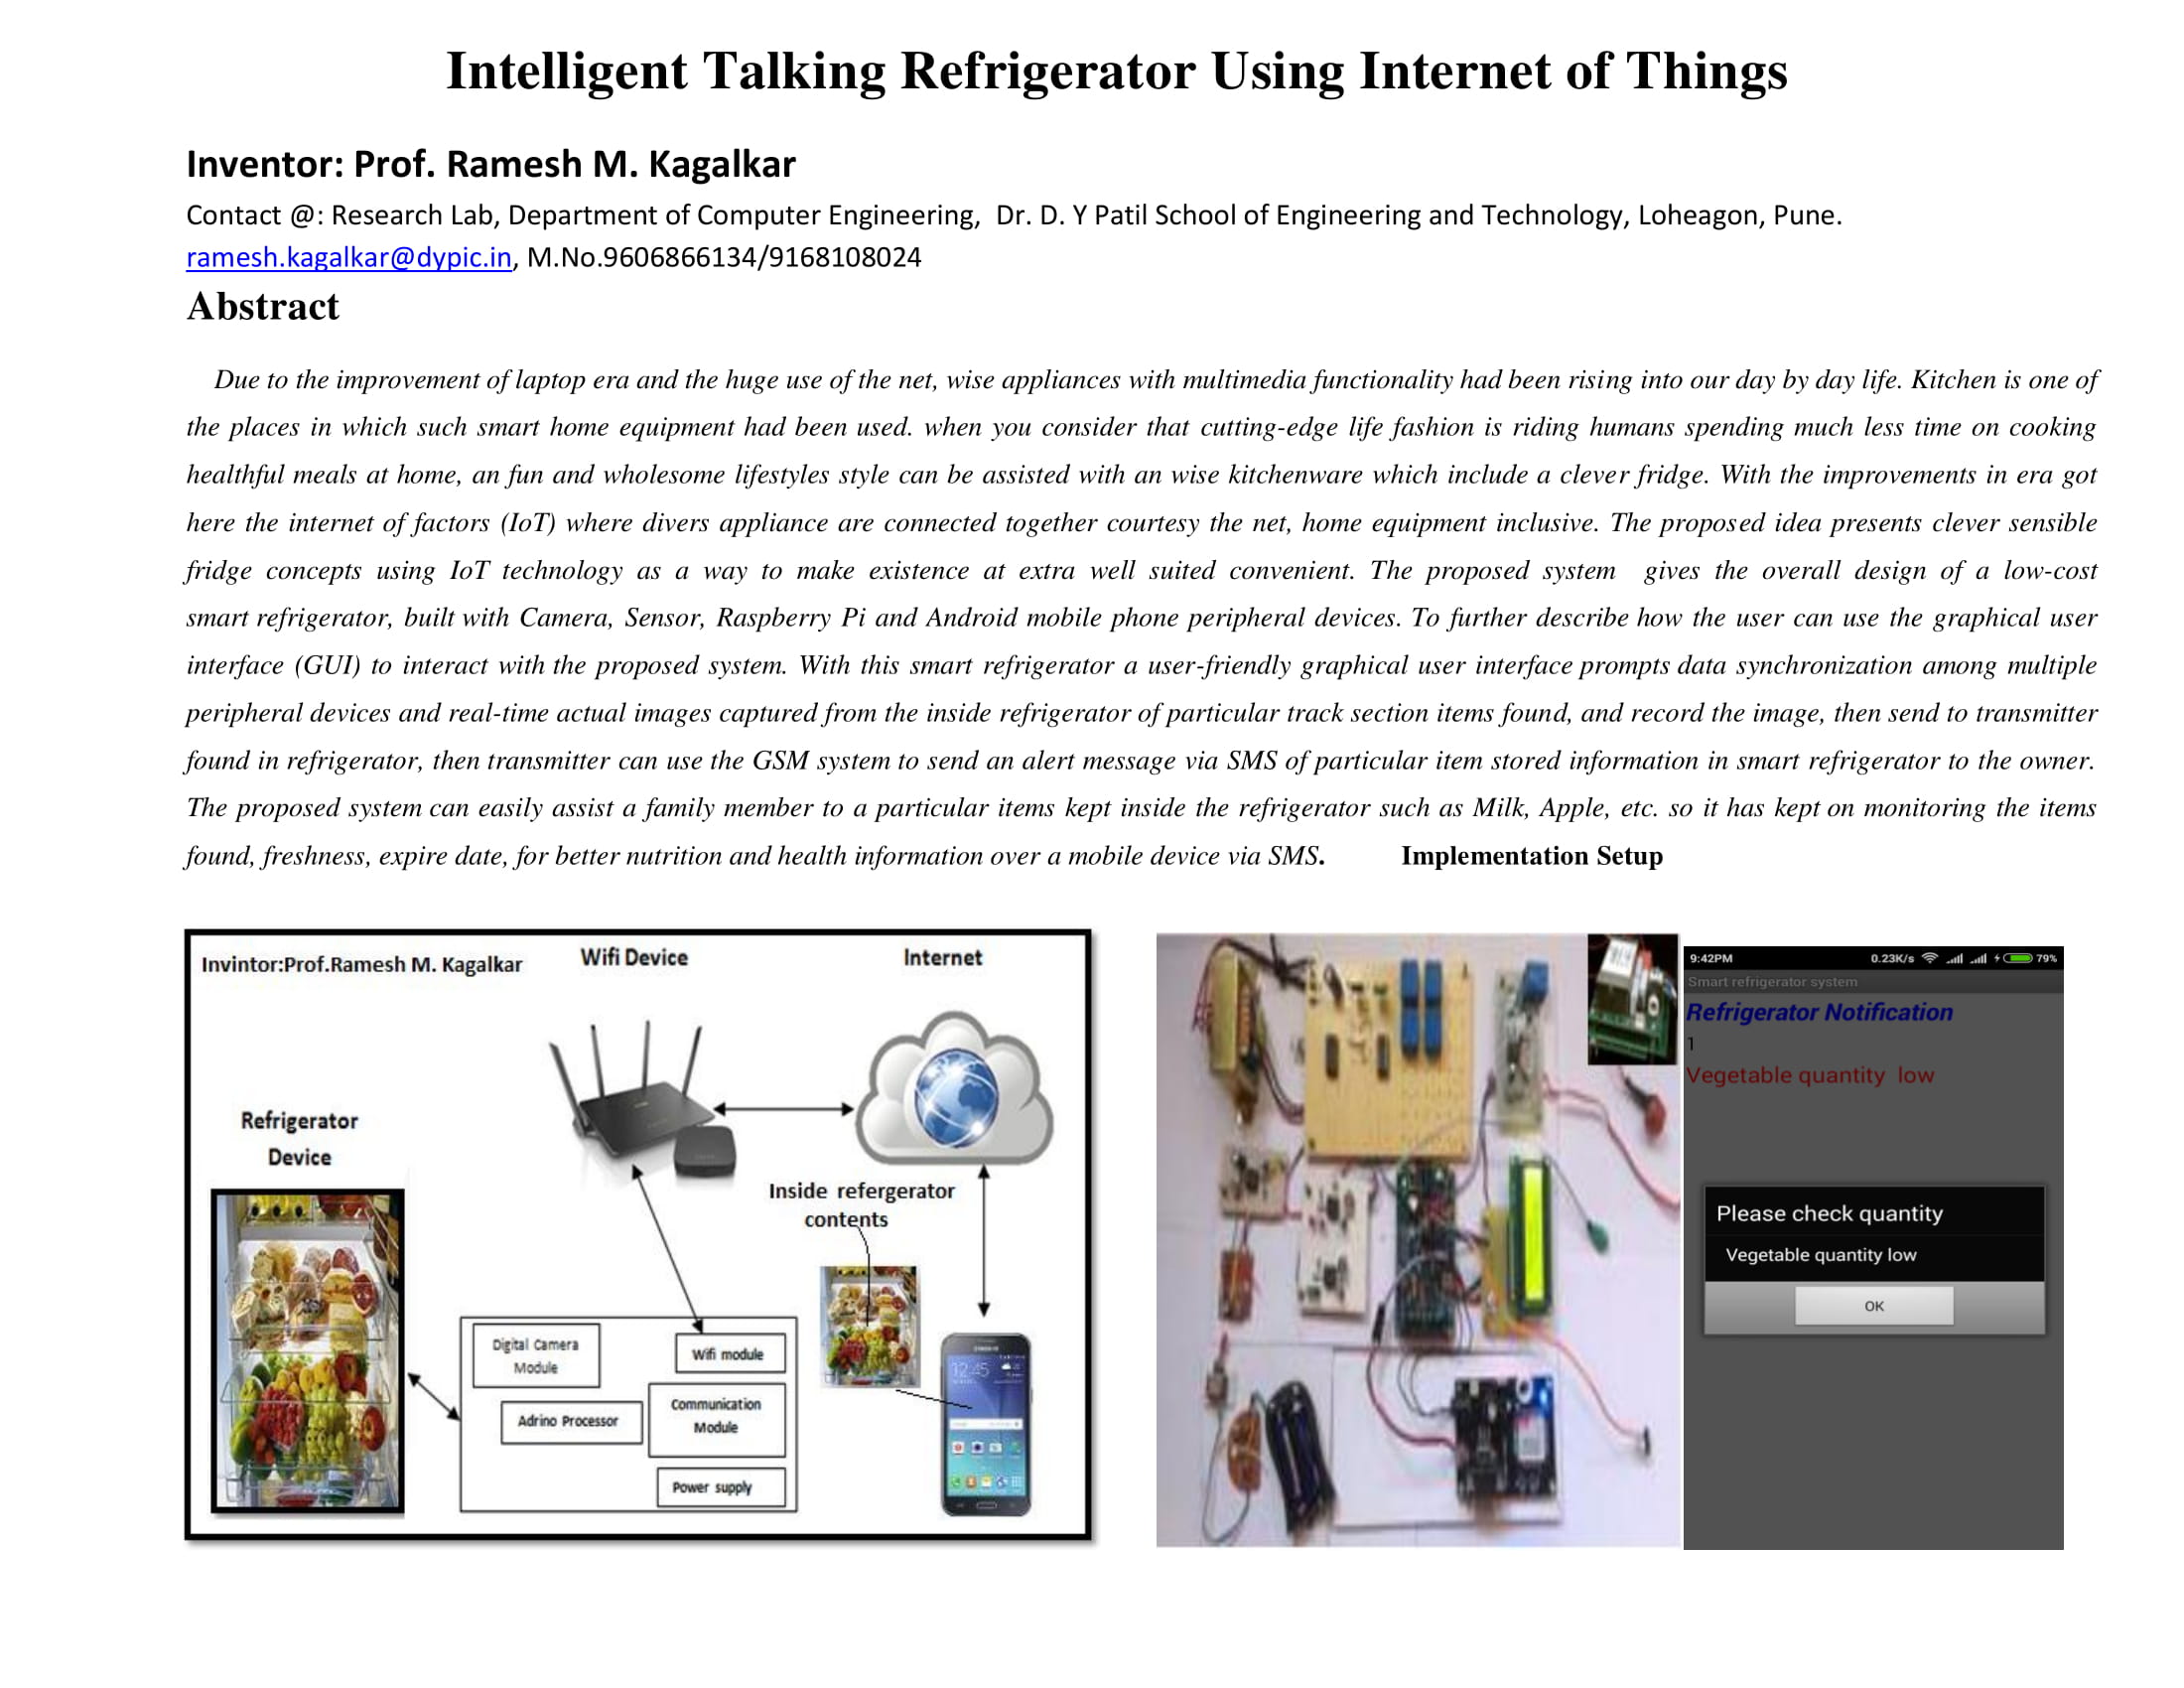 Intelligent Talking Refrigerator Using Internet of Things
Inventor: Prof. Ramesh M. Kagalkar
Contact @: Research Lab, Department of Computer Engineering,  Dr. D. Y Patil School of Engineering and Technology, Loheagon, Pune.
ramesh.kagalkar@dypic.in, M.No.9606866134/9168108024
Abstract
Due to the improvement of laptop era and the huge use of the net, wise appliances with multimedia functionality had been rising into our day by day life. Kitchen is one of
the places in which such smart home equipment had been used. when you consider that cutting-edge life fashion is riding humans spending much less time on cooking
healthful meals at home, an fun and wholesome lifestyles style can be assisted with an wise kitchenware which include a clever fridge. With the improvements in era got
here the internet of factors (IoT) where divers appliance are connected together courtesy the net, home equipment inclusive. The proposed idea presents clever sensible
fridge concepts using IoT technology as a way to make existence at extra well suited convenient. The proposed system  gives the overall design of a low-cost
smart refrigerator, built with Camera, Sensor, Raspberry Pi and Android mobile phone peripheral devices. To further describe how the user can use the graphical user
interface (GUI) to interact with the proposed system. With this smart refrigerator a user-friendly graphical user interface prompts data synchronization among multiple
peripheral devices and real-time actual images captured from the inside refrigerator of particular track section items found, and record the image, then send to transmitter
found in refrigerator, then transmitter can use the GSM system to send an alert message via SMS of particular item stored information in smart refrigerator to the owner.
The proposed system can easily assist a family member to a particular items kept inside the refrigerator such as Milk, Apple, etc. so it has kept on monitoring the items
found, freshness, expire date, for better nutrition and health information over a mobile device via SMS. Implementation Setup
Invintor:Prof.Ramesh M. Kagalkar
Wifi Device
Internet
Refrigerator
Device
Inside refergerator
contents
Digital Camera
Module
Wifi module
Adrino Processor
Communication
Module
Power supply
12:45
9:42PM 0.23K/s 79%
Smart refrigerator system
Refrigerator Notification
1
Vegetable quantity  low
Please check quantity
Vegetable quantity low
OK